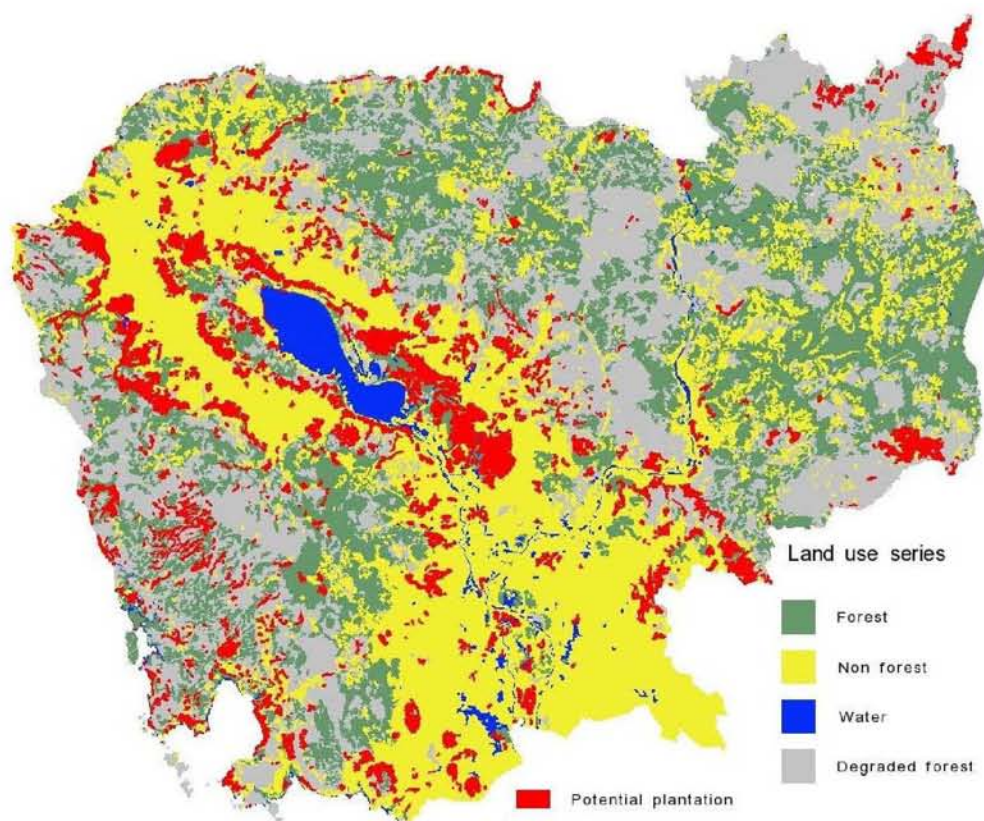 Land use series
Forest
Non forest
Water
Degraded forest
Potential plantation